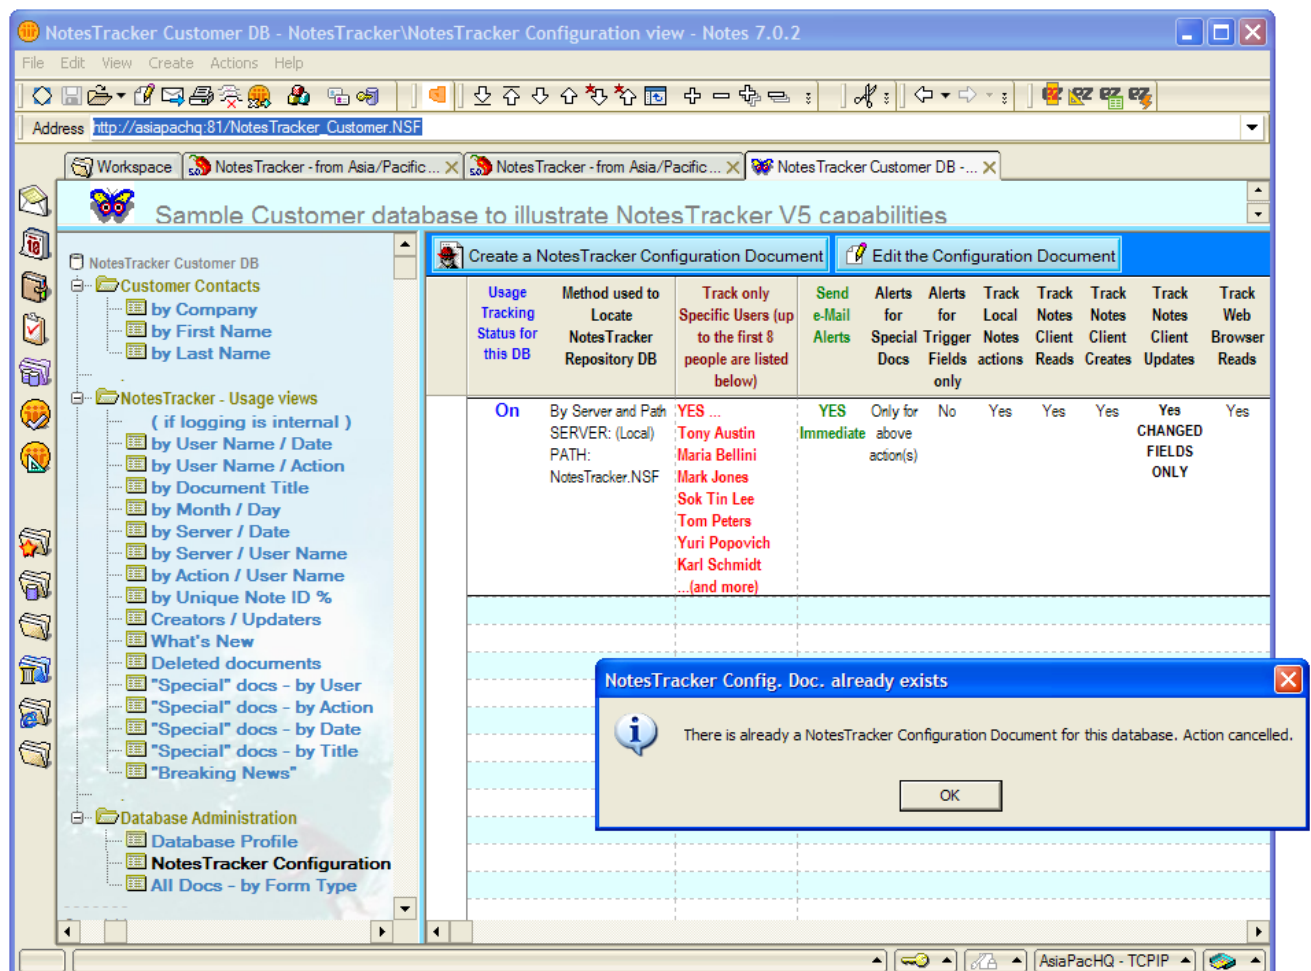 NotesTracker Customer DB - NotesTracker\NotesTracker Configuration view - Notes 7.0.2
File Edit View Create Actions Help
Address http://asiapachq:81/NotesTracker_Customer.NSF
Workspace NotesTracker - from Asia/Pacific ... NotesTracker - from Asia/Pacific ... NotesTracker Customer DB - ...
Sample Customer database to illustrate NotesTracker V5 capabilities
Create a NotesTracker Configuration Document Edit the Configuration Document
NotesTracker Customer DB
Customer Contacts
by Company
by First Name
by Last Name
NotesTracker - Usage views
( if logging is internal )
by User Name / Date
by User Name / Action
by Document Title
by Month / Day
by Server / Date
by Server / User Name
by Action / User Name
by Unique Note ID %
Creators / Updaters
What's New
Deleted documents
"Special" docs - by User
"Special" docs - by Action
"Special" docs - by Date
"Special" docs - by Title
"Breaking News"
Database Administration
Database Profile
NotesTracker Configuration
All Docs - by Form Type
Usage Tracking Status for this DB
Method used to Locate NotesTracker Repository DB
Track only Specific Users (up to the first 8 people are listed below)
Send e-Mail Alerts
Alerts for Special Docs
Alerts for Trigger Fields only
Track Local Notes actions
Track Notes Client Reads
Track Notes Client Creates
Track Notes Client Updates
Track Web Browser Reads
On By Server and Path YES ... YES Only for No Yes Yes Yes Yes Yes
SERVER: (Local) Tony Austin Immediate above CHANGED
PATH: Maria Bellini action(s) FIELDS
NotesTracker.NSF Mark Jones ONLY
Sok Tin Lee
Tom Peters
Yuri Popovich
Karl Schmidt
...(and more)
NotesTracker Config. Doc. already exists
There is already a NotesTracker Configuration Document for this database. Action cancelled.
OK
AsiaPacHQ - TCPIP